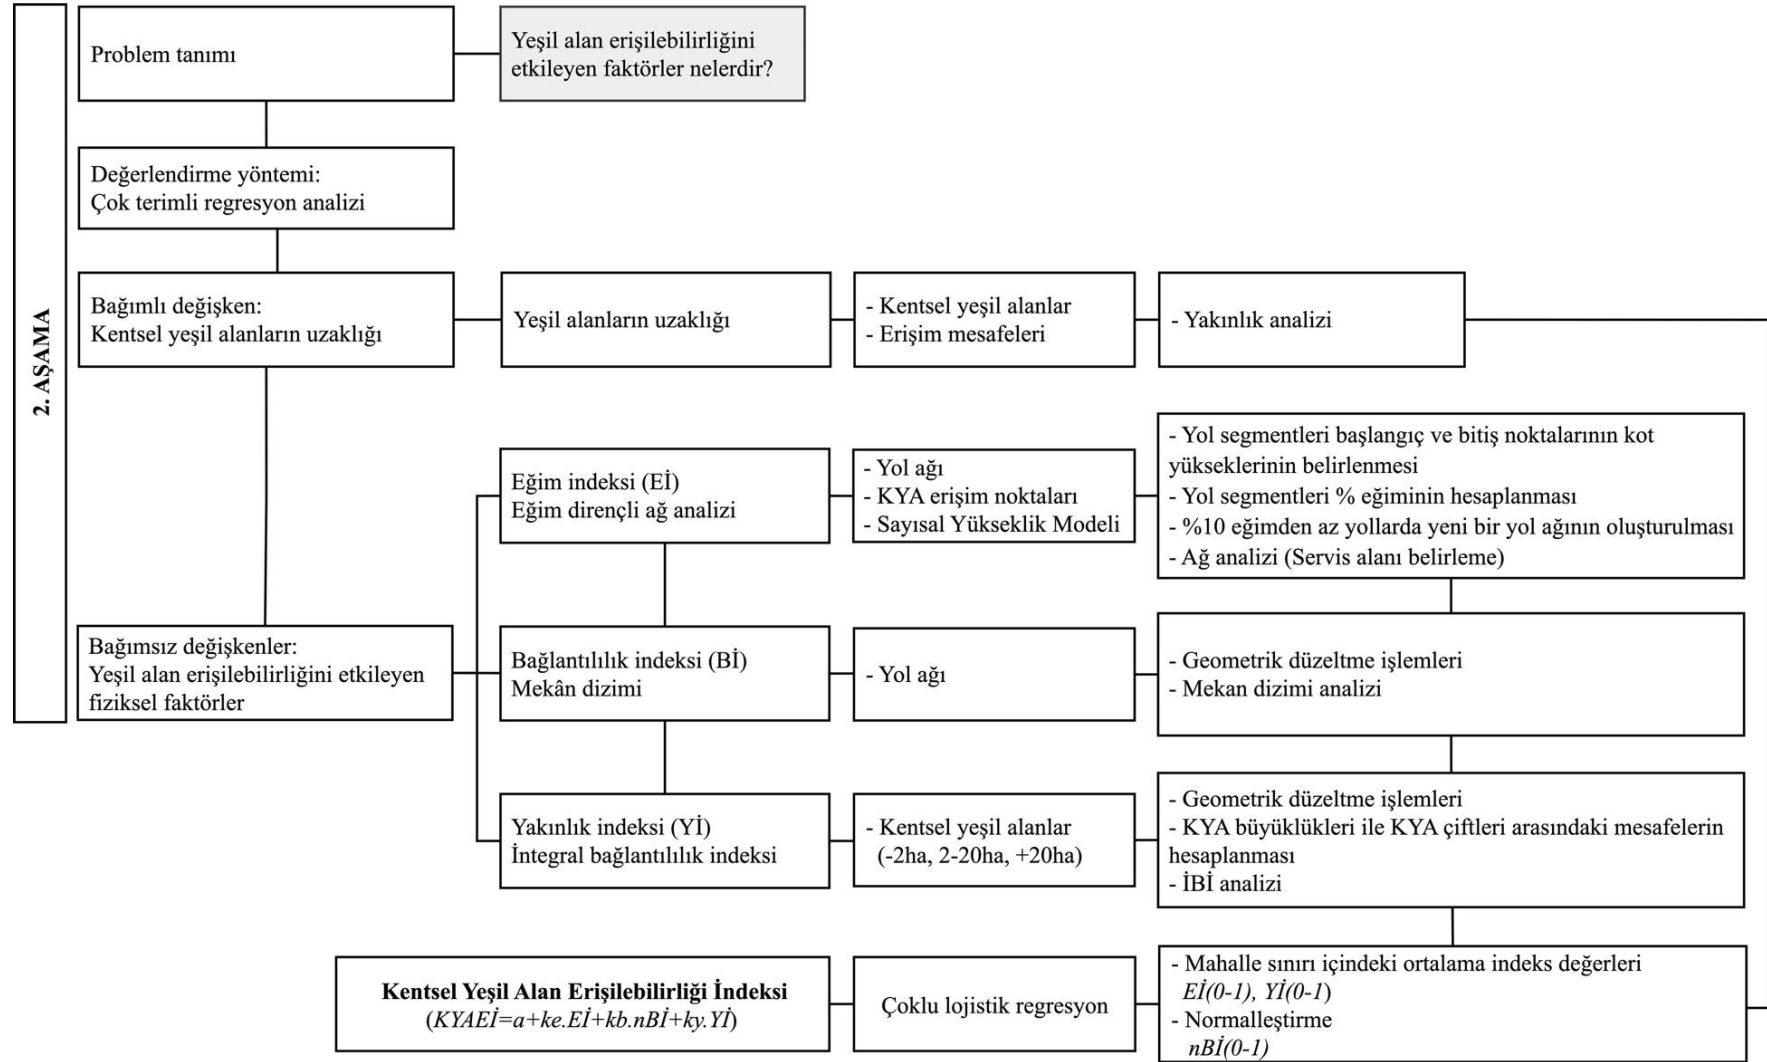 2. AŞAMA
Problem tanımı
Yeşil alan erişilebilirliğini
etkileyen faktörler nelerdir?
Değerlendirme yöntemi:
Çok terimli regresyon analizi
Bağımlı değişken:
Kentsel yeşil alanların uzaklığı
Yeşil alanların uzaklığı
- Kentsel yeşil alanlar
- Erişim mesafeleri
- Yakınlık analizi
Bağımsız değişkenler:
Yeşil alan erişilebilirliğini etkileyen
fiziksel faktörler
Eğim indeksi (Eİ)
Eğim dirençli ağ analizi
- Yol ağı
- KYA erişim noktaları
- Sayısal Yükseklik Modeli
- Yol segmentleri başlangıç ve bitiş noktalarının kot
yükseklerinin belirlenmesi
- Yol segmentleri % eğiminin hesaplanması
- %10 eğimden az yollarda yeni bir yol ağının oluşturulması
- Ağ analizi (Servis alanı belirleme)
Bağlantılılık indeksi (Bİ)
Mekân dizimi
- Yol ağı
- Geometrik düzeltme işlemleri
- Mekan dizimi analizi
Yakınlık indeksi (Yİ)
İntegral bağlantılılık indeksi
- Kentsel yeşil alanlar
(-2ha, 2-20ha, +20ha)
- Geometrik düzeltme işlemleri
- KYA büyüklükleri ile KYA çiftleri arasındaki mesafelerin
hesaplanması
- İBİ analizi
Kentsel Yeşil Alan Erişilebilirliği İndeksi
(KYAEİ=a+ke.Eİ+kb.nBİ+ky.Yİ)
Çoklu lojistik regresyon
- Mahalle sınırı içindeki ortalama indeks değerleri
Eİ(0-1), Yİ(0-1)
- Normalleştirme
nBİ(0-1)